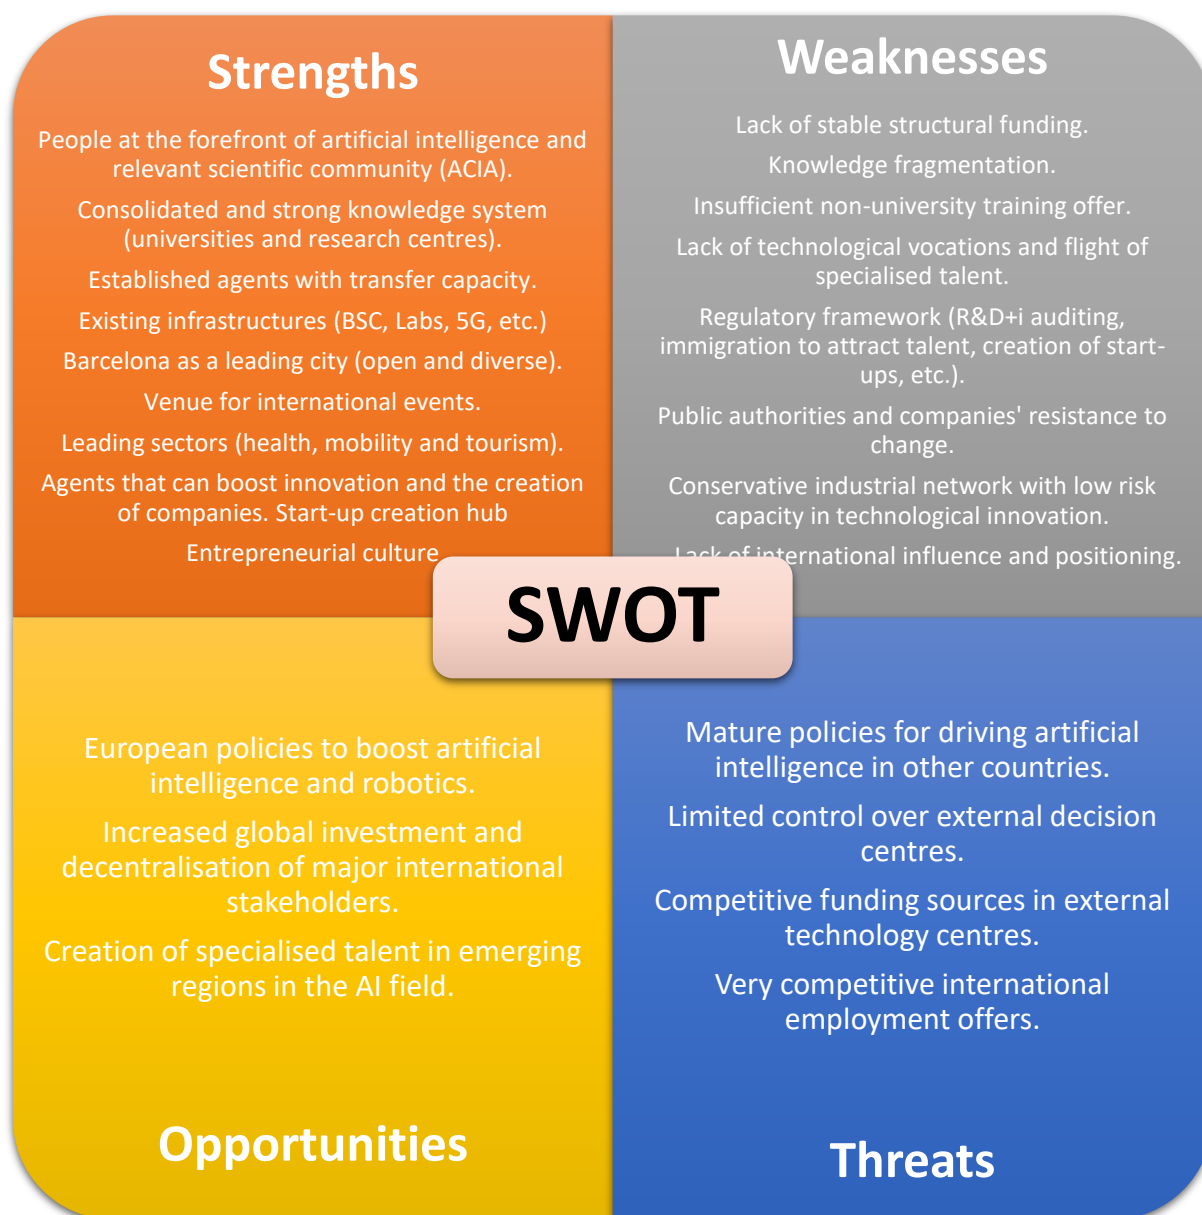 Strengths
People at the forefront of artificial intelligence and
relevant scientific community (ACIA).
Consolidated and strong knowledge system
(universities and research centres).
Established agents with transfer capacity.
Existing infrastructures (BSC, Labs, 5G, etc.)
Barcelona as a leading city (open and diverse).
Venue for international events.
Leading sectors (health, mobility and tourism).
Agents that can boost innovation and the creation
of companies. Start-up creation hub
Entrepreneurial culture
Weaknesses
Lack of stable structural funding.
Knowledge fragmentation.
Insufficient non-university training offer.
Lack of technological vocations and flight of
specialised talent.
Regulatory framework (R&D+i auditing,
immigration to attract talent, creation of start-
ups, etc.).
Public authorities and companies' resistance to
change.
Conservative industrial network with low risk
capacity in technological innovation.
Lack of international influence and positioning.
SWOT
European policies to boost artificial
intelligence and robotics.
Increased global investment and
decentralisation of major international
stakeholders.
Creation of specialised talent in emerging
regions in the AI field.
Opportunities
Mature policies for driving artificial
intelligence in other countries.
Limited control over external decision
centres.
Competitive funding sources in external
technology centres.
Very competitive international
employment offers.
Threats